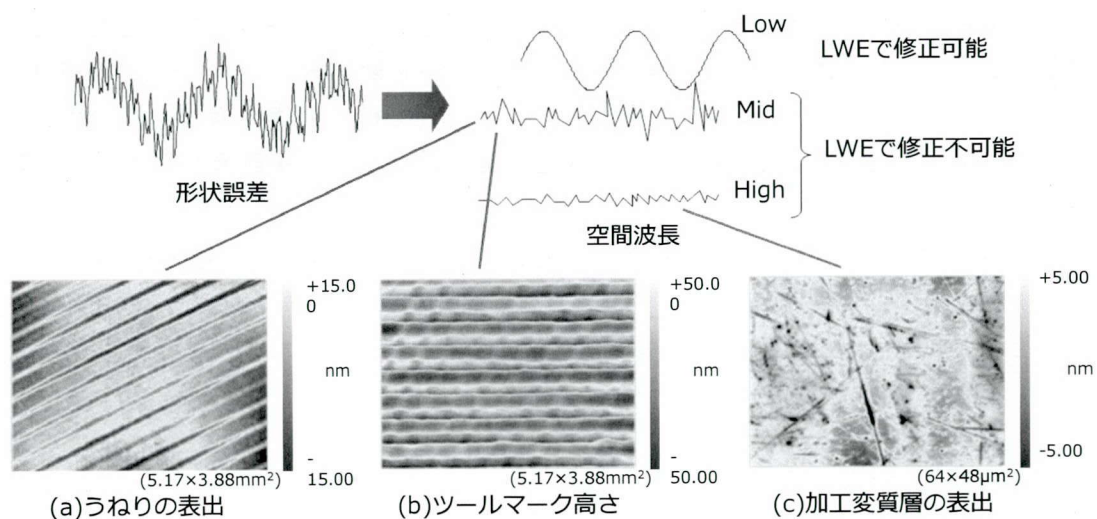 Low
LWEで修正可能
Mid
LWEで修正不可能
High
形状誤差
空間波長
+15.0
0
nm
-
15.00
(5.17×3.88mm²)
(a)うねりの表出
+50.0
0
nm
-
50.00
(5.17×3.88mm²)
(b)ツールマーク高さ
+5.00
nm
-5.00
(64×48μm²)
(c)加工変質層の表出